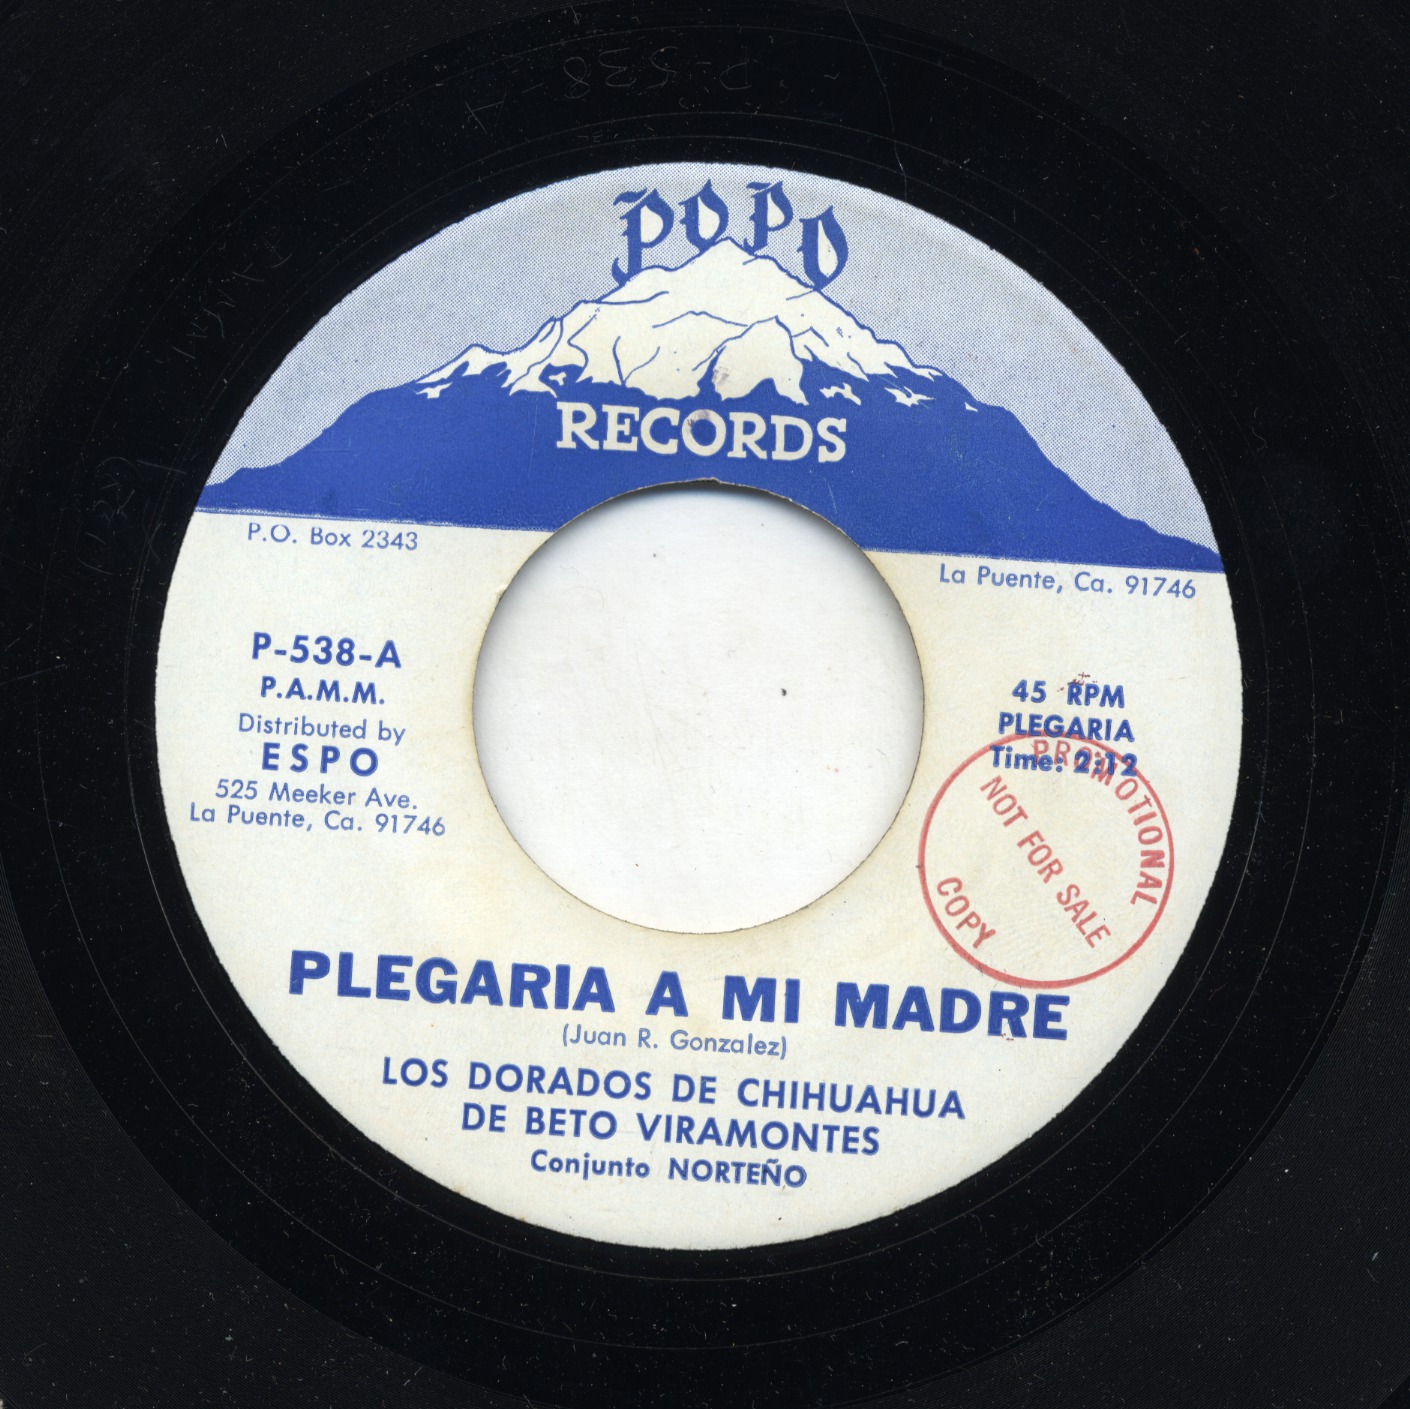 POPO
RECORDS
P.O. Box 2343
La Puente, Ca. 91746
P-538-A
P.A.M.M.
Distributed by
ESPO
525 Meeker Ave.
La Puente, Ca. 91746
45 RPM
PLEGARIA
Time: 2:12
PROMOTIONAL
NOT FOR SALE
COPY
PLEGARIA A MI MADRE
(Juan R. Gonzalez)
LOS DORADOS DE CHIHUAHUA
DE BETO VIRAMONTES
Conjunto NORTEÑO
P-538-A